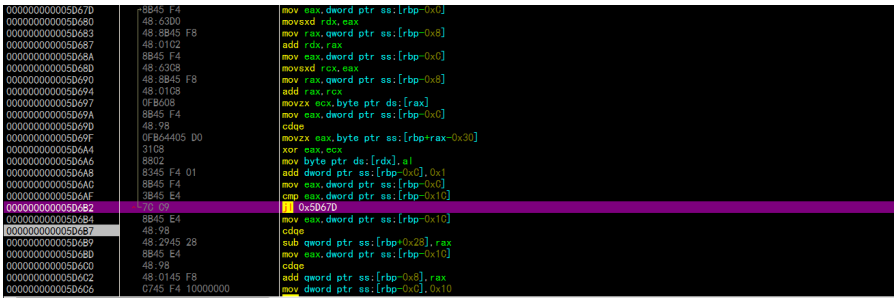 000000000005D67D 8B45 F4 mov eax,dword ptr ss:[rbp-0xC]
000000000005D680 48:63D0 movsxd rdx,eax
000000000005D683 48:8B45 F8 mov rax,qword ptr ss:[rbp-0x8]
000000000005D687 48:01C2 add rdx,rax
000000000005D68A 8B45 F4 mov eax,dword ptr ss:[rbp-0xC]
000000000005D68D 48:63C8 movsxd rcx,eax
000000000005D690 48:8B45 F8 mov rax,qword ptr ss:[rbp-0x8]
000000000005D694 48:01C8 add rax,rcx
000000000005D697 0FB608 movzx ecx,byte ptr ds:[rax]
000000000005D69A 8B45 F4 mov eax,dword ptr ss:[rbp-0xC]
000000000005D69D 48:98 cdqe
000000000005D69F 0FB64405 D0 movzx eax,byte ptr ss:[rbp+rax-0x30]
000000000005D6A4 31C8 xor eax,ecx
000000000005D6A6 8802 mov byte ptr ds:[rdx],al
000000000005D6A8 8345 F4 01 add dword ptr ss:[rbp-0xC],0x1
000000000005D6AC 8B45 F4 mov eax,dword ptr ss:[rbp-0xC]
000000000005D6AF 3B45 E4 cmp eax,dword ptr ss:[rbp-0x1C]
000000000005D6B2 7C C9 jl 0x5D67D
000000000005D6B4 8B45 E4 mov eax,dword ptr ss:[rbp-0x1C]
000000000005D6B7 48:98 cdqe
000000000005D6B9 48:2945 28 sub qword ptr ss:[rbp+0x28],rax
000000000005D6BD 8B45 E4 mov eax,dword ptr ss:[rbp-0x1C]
000000000005D6C0 48:98 cdqe
000000000005D6C2 48:0145 F8 add qword ptr ss:[rbp-0x8],rax
000000000005D6C6 C745 F4 10000000 mov dword ptr ss:[rbp-0xC],0x10